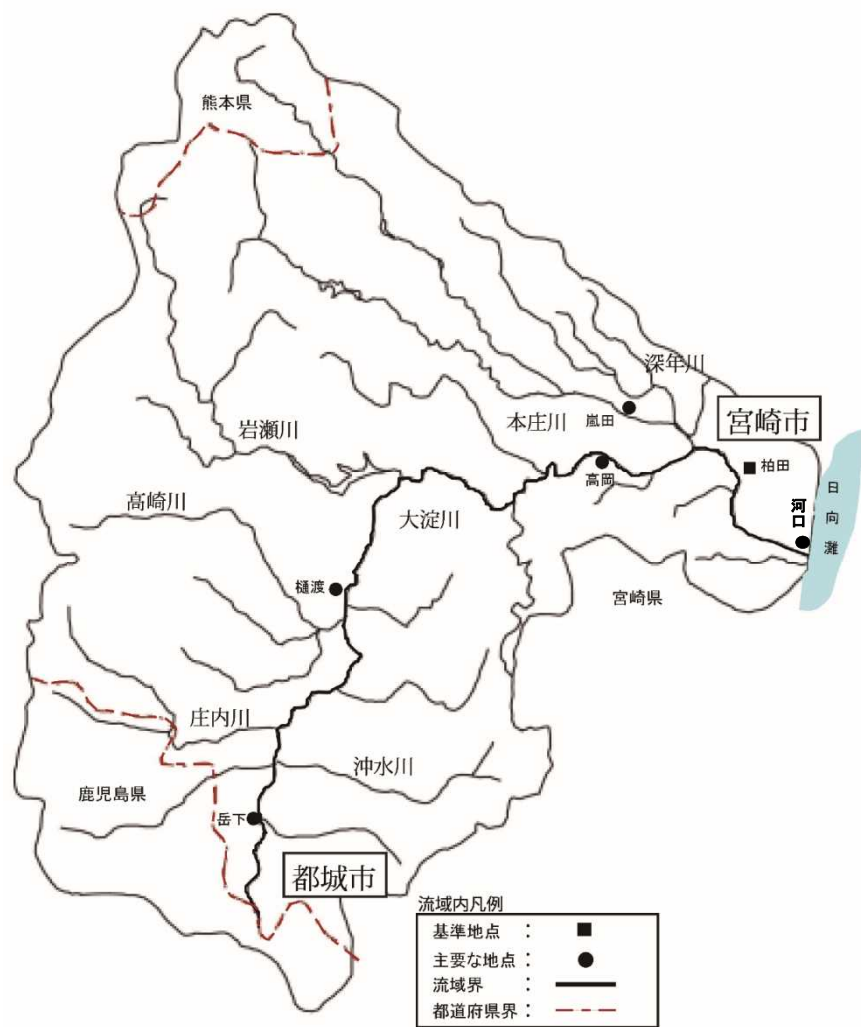 熊本県
深年川
宮崎市
嵐田
本庄川
岩瀬川
柏田
高岡
高崎川
大淀川
日向灘
河口
樋渡
宮崎県
庄内川
沖水川
鹿児島県
岳下
都城市
流域内凡例
基準地点 :
主要な地点 :
流域界 :
都道府県界 :